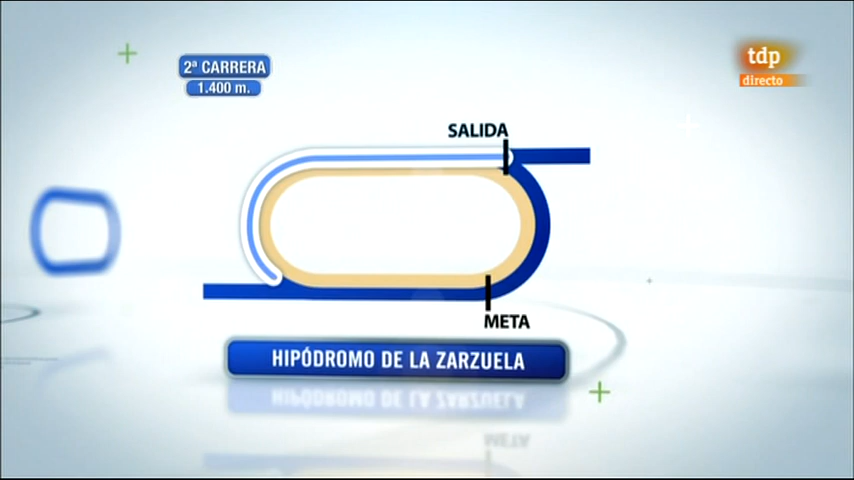 2ª CARRERA
1.400 m.
tdp
directo
SALIDA
META
HIPÓDROMO DE LA ZARZUELA